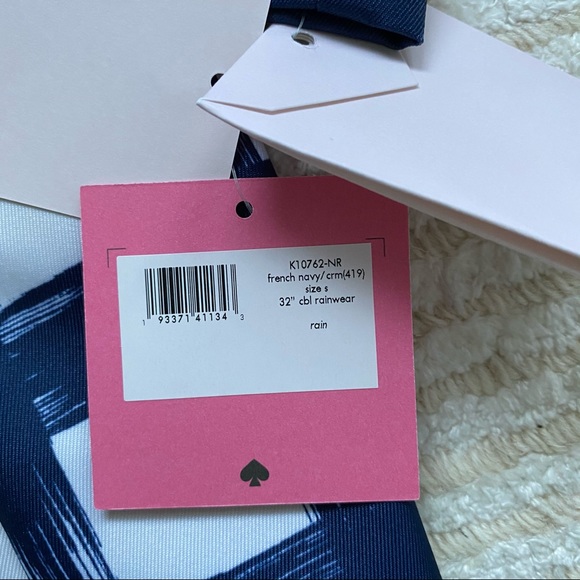 K10762-NR
french navy/crm(419)
size s
32" cbl rainwear
rain
1 93371 41134 3